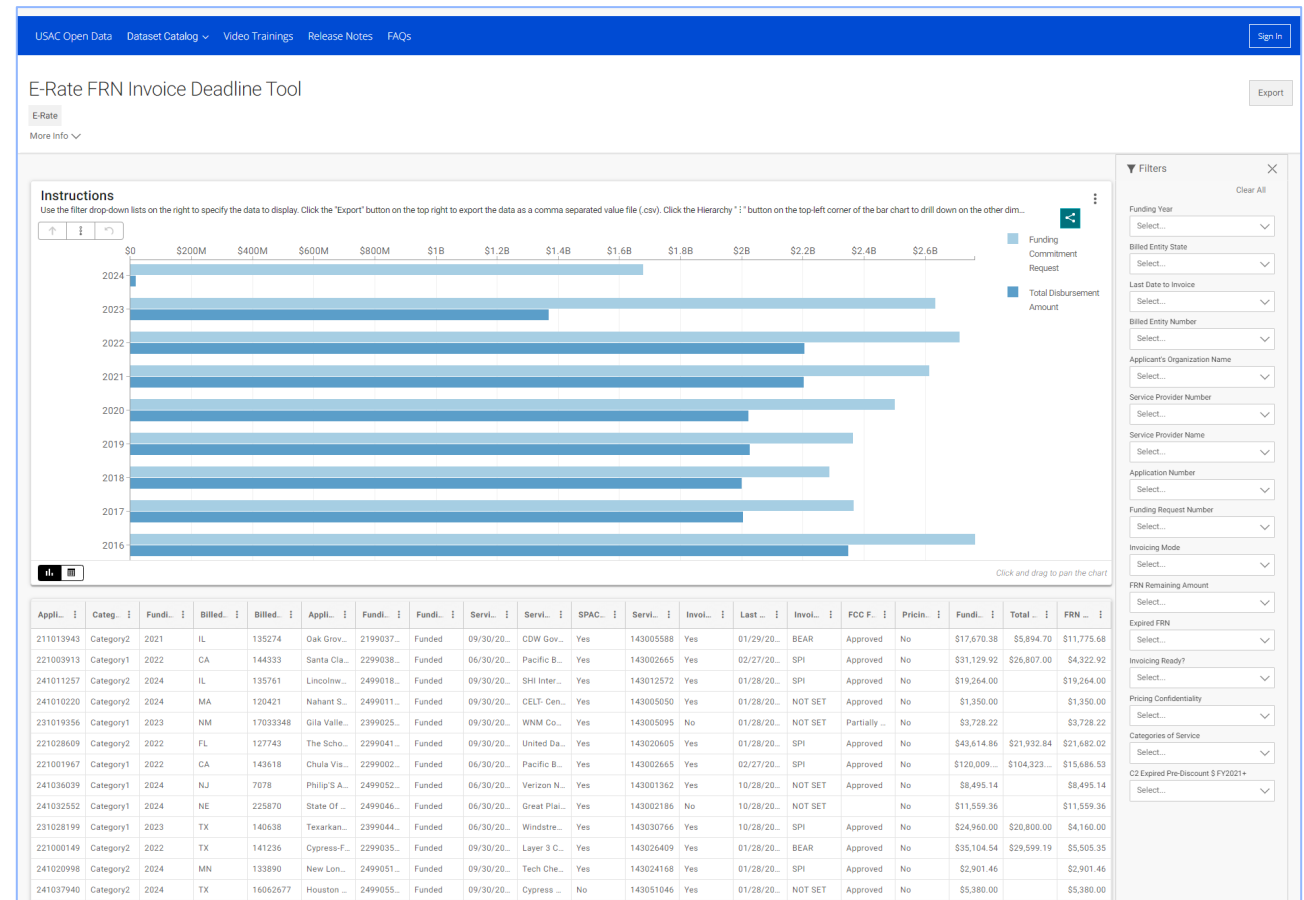 USAC Open Data Dataset Catalog Video Trainings Release Notes FAQs Sign In
E-Rate FRN Invoice Deadline Tool
Export
E-Rate
More Info
Instructions
Use the filter drop-down lists on the right to specify the data to display. Click the "Export" button on the top right to export the data as a comma separated value file (.csv). Click the Hierarchy " ⋮ " button on the top-left corner of the bar chart to drill down on the other dim...
$0 $200M $400M $600M $800M $1B $1.2B $1.4B $1.6B $1.8B $2B $2.2B $2.4B $2.6B
2024
2023
2022
2021
2020
2019
2018
2017
2016
Funding
Commitment
Request
Total Disbursement
Amount
Click and drag to pan the chart
Appli... Categ... Fundi... Billed... Billed... Appli... Fundi... Fundi... Servi... Servi... SPAC... Servi... Invoi... Last ... Invoi... FCC F... Pricin... Fundi... Total ... FRN ...
211013943 Category2 2021 IL 135274 Oak Grov... 2199037... Funded 09/30/20... CDW Gov... Yes 143005588 Yes 01/29/20... BEAR Approved No $17,670.38 $5,894.70 $11,775.68
221003913 Category1 2022 CA 144333 Santa Cla... 2299038... Funded 06/30/20... Pacific B... Yes 143002665 Yes 02/27/20... SPI Approved No $31,129.92 $26,807.00 $4,322.92
241011257 Category2 2024 IL 135761 Lincolnw... 2499018... Funded 09/30/20... SHI Inter... Yes 143012572 Yes 01/28/20... SPI Approved No $19,264.00 $19,264.00
241010220 Category2 2024 MA 120421 Nahant S... 2499011... Funded 09/30/20... CELT- Cen... Yes 143005050 Yes 01/28/20... NOT SET Approved No $1,350.00 $1,350.00
231019356 Category1 2023 NM 17033348 Gila Valle... 2399025... Funded 09/30/20... WNM Co... Yes 143005095 No 01/28/20... NOT SET Partially ... No $3,728.22 $3,728.22
221028609 Category2 2022 FL 127743 The Scho... 2299041... Funded 09/30/20... United Da... Yes 143020605 Yes 01/28/20... SPI Approved No $43,614.86 $21,932.84 $21,682.02
221001967 Category2 2022 CA 143618 Chula Vis... 2299002... Funded 06/30/20... Pacific B... Yes 143002665 Yes 02/27/20... SPI Approved No $120,009.... $104,323.... $15,686.53
241036039 Category1 2024 NJ 7078 Philip'S A... 2499052... Funded 06/30/20... Verizon N... Yes 143001362 Yes 10/28/20... NOT SET Approved No $8,495.14 $8,495.14
241032552 Category1 2024 NE 225870 State Of ... 2499046... Funded 06/30/20... Great Plai... Yes 143002186 No 10/28/20... NOT SET No $11,559.36 $11,559.36
231028199 Category1 2023 TX 140638 Texarkan... 2399044... Funded 06/30/20... Windstre... Yes 143030766 Yes 10/28/20... SPI Approved No $24,960.00 $20,800.00 $4,160.00
221000149 Category2 2022 TX 141236 Cypress-F... 2299035... Funded 09/30/20... Layer 3 C... Yes 143026409 Yes 01/28/20... BEAR Approved No $35,104.54 $29,599.19 $5,505.35
241020998 Category2 2024 MN 133890 New Lon... 2499051... Funded 09/30/20... Tech Che... Yes 143024168 Yes 01/28/20... SPI Approved No $2,901.46 $2,901.46
241037940 Category2 2024 TX 16062677 Houston ... 2499055... Funded 09/30/20... Cypress ... No 143051046 Yes 01/28/20... NOT SET Approved No $5,380.00 $5,380.00
Filters
Clear All
Funding Year
Select...
Billed Entity State
Select...
Last Date to Invoice
Select...
Billed Entity Number
Select...
Applicant's Organization Name
Select...
Service Provider Number
Select...
Service Provider Name
Select...
Application Number
Select...
Funding Request Number
Select...
Invoicing Mode
Select...
FRN Remaining Amount
Select...
Expired FRN
Select...
Invoicing Ready?
Select...
Pricing Confidentiality
Select...
Categories of Service
Select...
C2 Expired Pre-Discount $ FY2021+
Select...